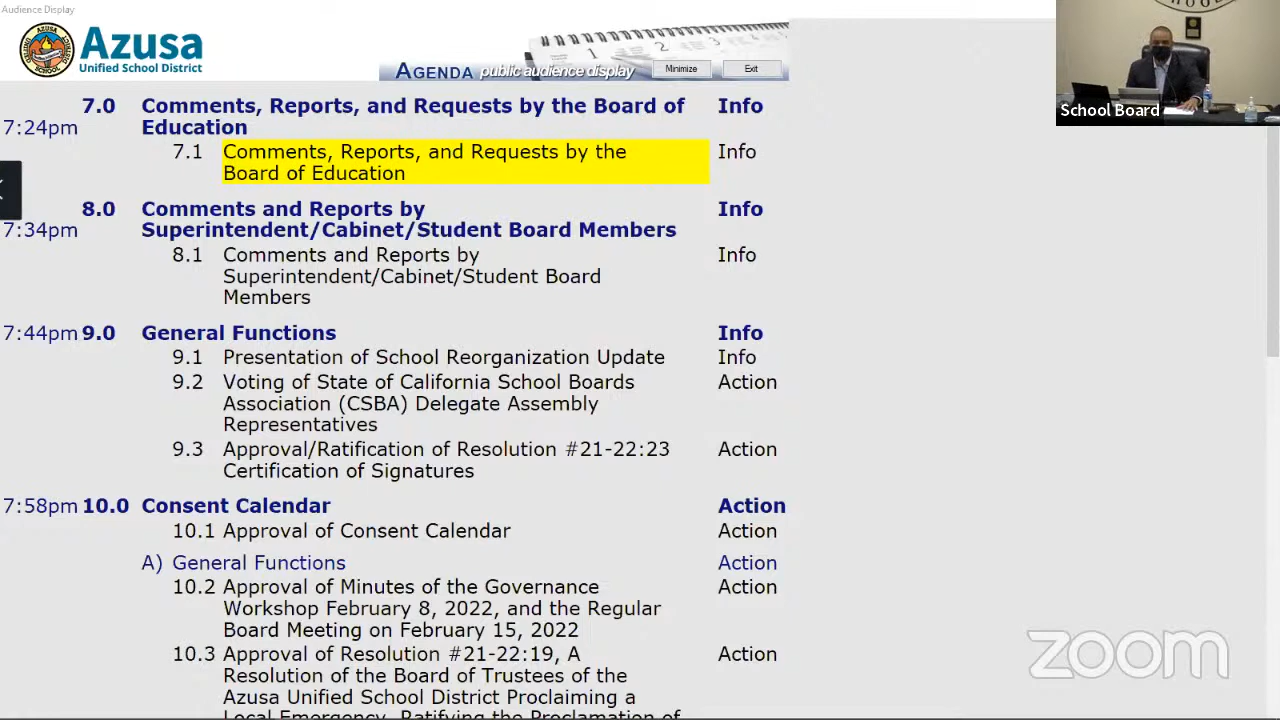 Audience Display
Azusa
Unified School District
AGENDA public audience display
Minimize
Exit
School Board
7.0 Comments, Reports, and Requests by the Board of Info
7:24pm Education
7.1 Comments, Reports, and Requests by the Info
Board of Education
8.0 Comments and Reports by Info
7:34pm Superintendent/Cabinet/Student Board Members
8.1 Comments and Reports by Info
Superintendent/Cabinet/Student Board
Members
7:44pm 9.0 General Functions Info
9.1 Presentation of School Reorganization Update Info
9.2 Voting of State of California School Boards Action
Association (CSBA) Delegate Assembly
Representatives
9.3 Approval/Ratification of Resolution #21-22:23 Action
Certification of Signatures
7:58pm 10.0 Consent Calendar Action
10.1 Approval of Consent Calendar Action
A) General Functions Action
10.2 Approval of Minutes of the Governance Action
Workshop February 8, 2022, and the Regular
Board Meeting on February 15, 2022
10.3 Approval of Resolution #21-22:19, A Action
Resolution of the Board of Trustees of the
Azusa Unified School District Proclaiming a
Local Emergency, Ratifying the Proclamation of
zoom